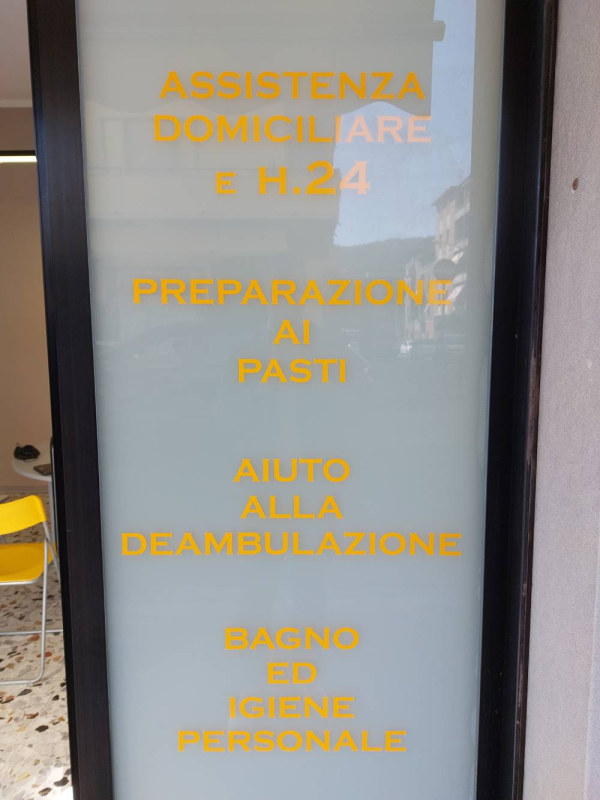 ASSISTENZA
DOMICILIARE
E H.24
PREPARAZIONE
AI
PASTI
AIUTO
ALLA
DEAMBULAZIONE
BAGNO
ED
IGIENE
PERSONALE